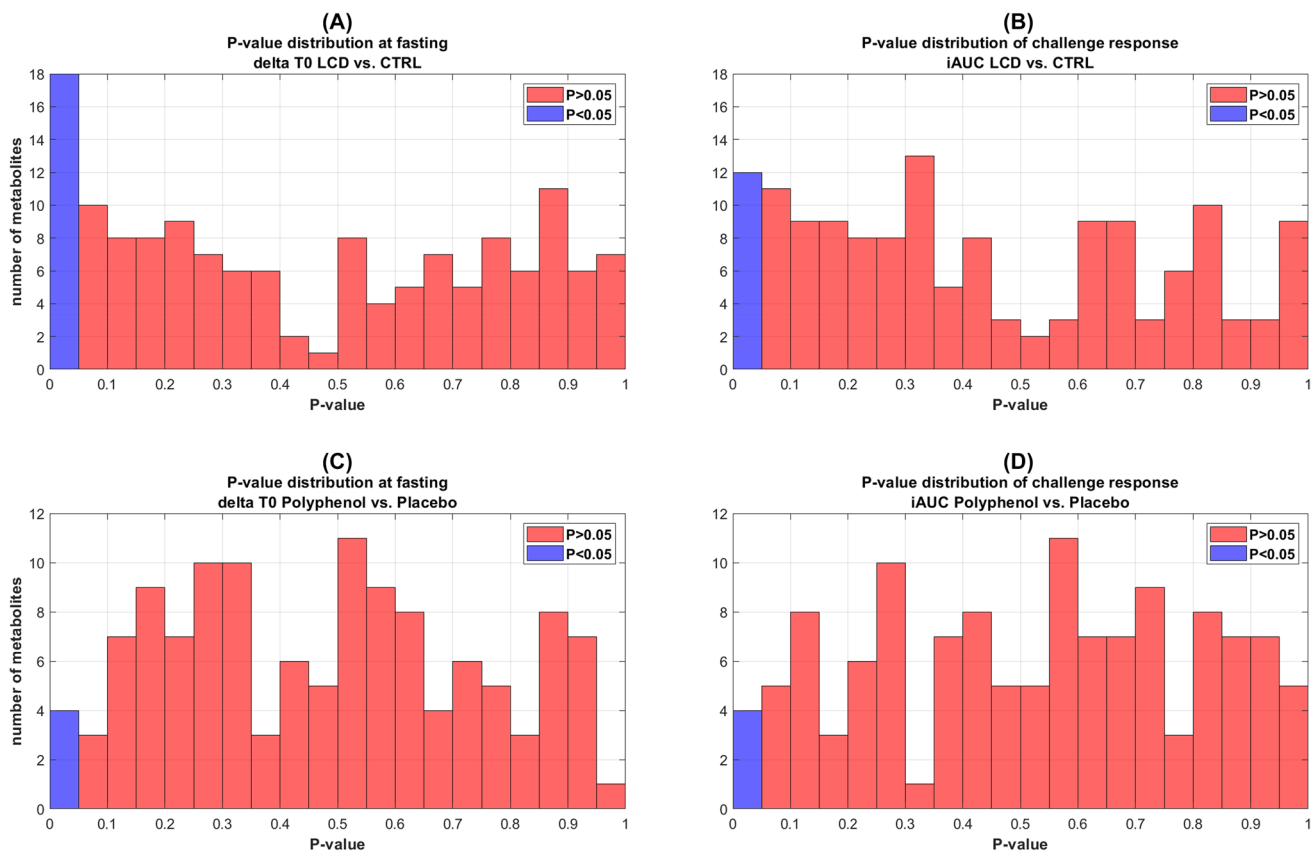 (A)
P-value distribution at fasting
delta T0 LCD vs. CTRL
18
16
14
12
10
8
6
4
2
0
number of metabolites
P>0.05
P<0.05
0 0.1 0.2 0.3 0.4 0.5 0.6 0.7 0.8 0.9 1
P-value
(B)
P-value distribution of challenge response
iAUC LCD vs. CTRL
18
16
14
12
10
8
6
4
2
0
P>0.05
P<0.05
0 0.1 0.2 0.3 0.4 0.5 0.6 0.7 0.8 0.9 1
P-value
(C)
P-value distribution at fasting
delta T0 Polyphenol vs. Placebo
12
10
8
6
4
2
0
number of metabolites
P>0.05
P<0.05
0 0.1 0.2 0.3 0.4 0.5 0.6 0.7 0.8 0.9 1
P-value
(D)
P-value distribution of challenge response
iAUC Polyphenol vs. Placebo
12
10
8
6
4
2
0
P>0.05
P<0.05
0 0.1 0.2 0.3 0.4 0.5 0.6 0.7 0.8 0.9 1
P-value